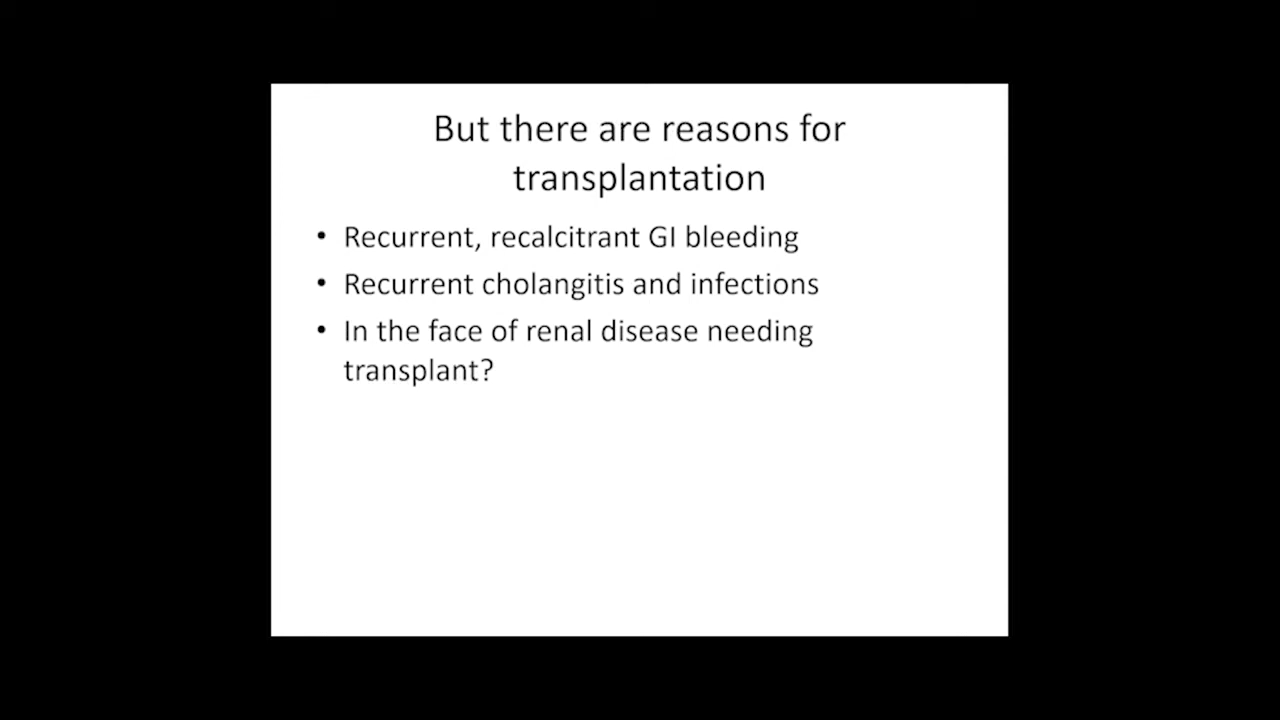 But there are reasons for
transplantation
• Recurrent, recalcitrant GI bleeding
• Recurrent cholangitis and infections
• In the face of renal disease needing
transplant?